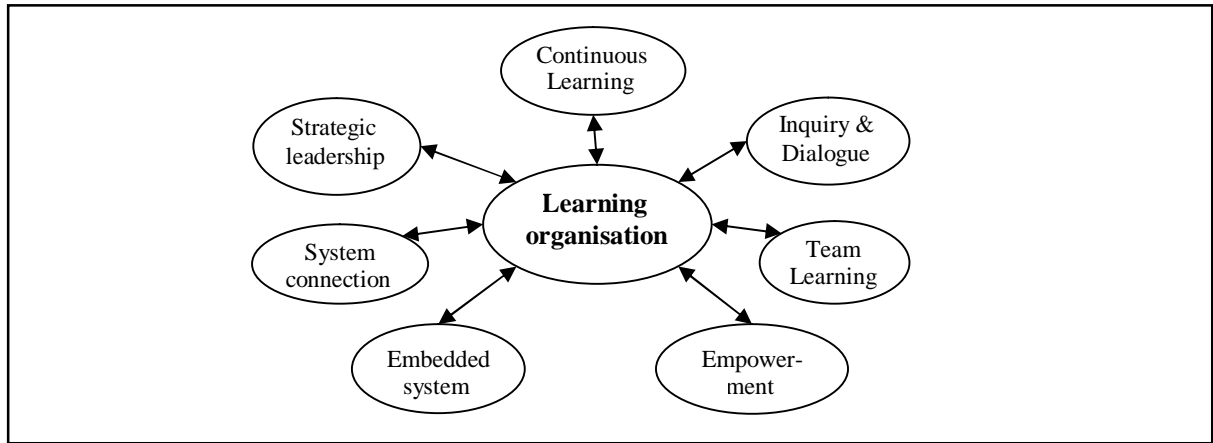 Continuous
Learning
Strategic
leadership
Inquiry &
Dialogue
Learning
organisation
System
connection
Team
Learning
Embedded
system
Empower-
ment